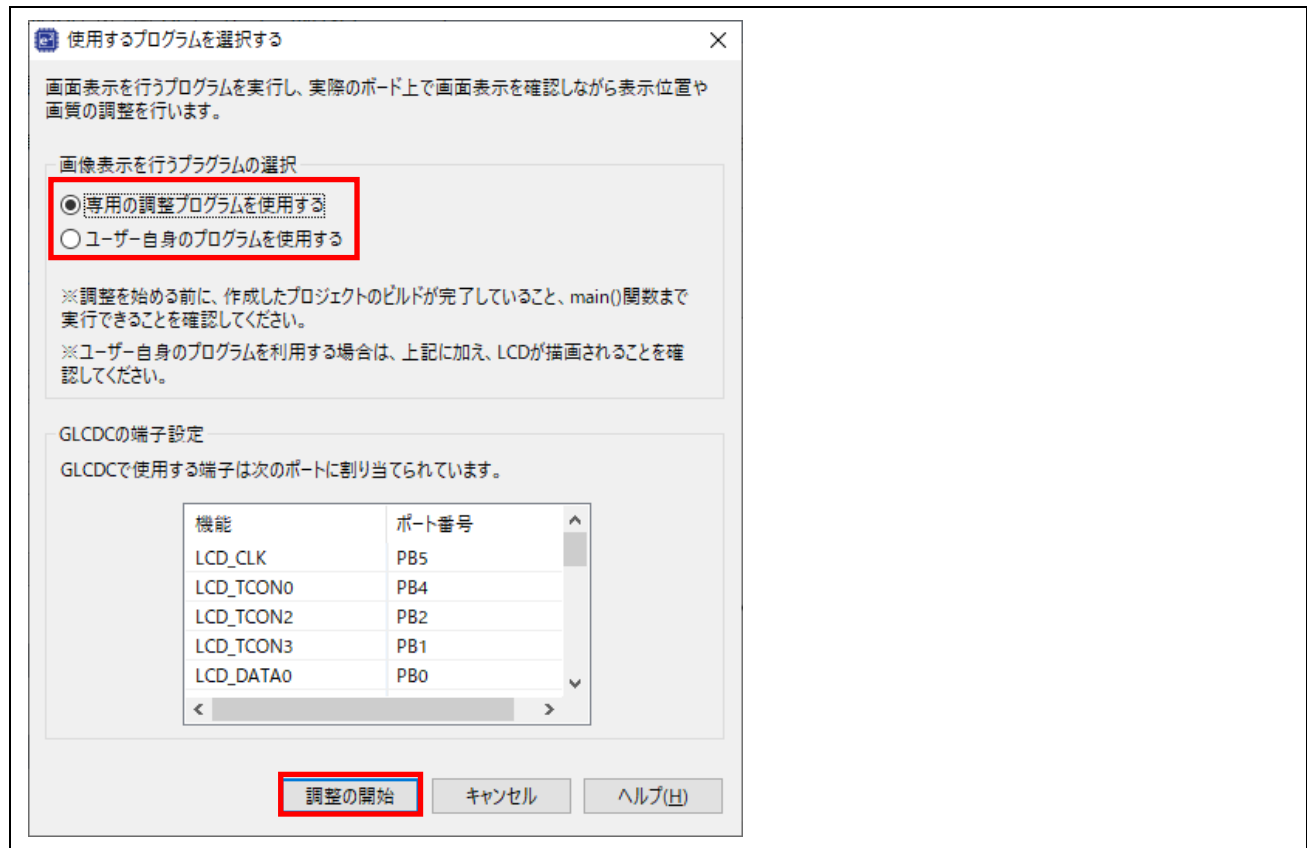 使用するプログラムを選択する
画面表示を行うプログラムを実行し、実際のボード上で画面表示を確認しながら表示位置や
画質の調整を行います。
画像表示を行うプラグラムの選択
専用の調整プログラムを使用する
ユーザー自身のプログラムを使用する
※調整を始める前に、作成したプロジェクトのビルドが完了していること、main()関数まで
実行できることを確認してください。
※ユーザー自身のプログラムを利用する場合は、上記に加え、LCDが描画されることを確
認してください。
GLCDCの端子設定
GLCDCで使用する端子は次のポートに割り当てられています。
機能 ポート番号
LCD_CLK PB5
LCD_TCON0 PB4
LCD_TCON2 PB2
LCD_TCON3 PB1
LCD_DATA0 PB0
調整の開始 キャンセル ヘルプ(H)